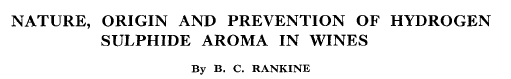 NATURE, ORIGIN AND PREVENTION OF HYDROGEN
SULPHIDE AROMA IN WINES
By B. C. RANKINE